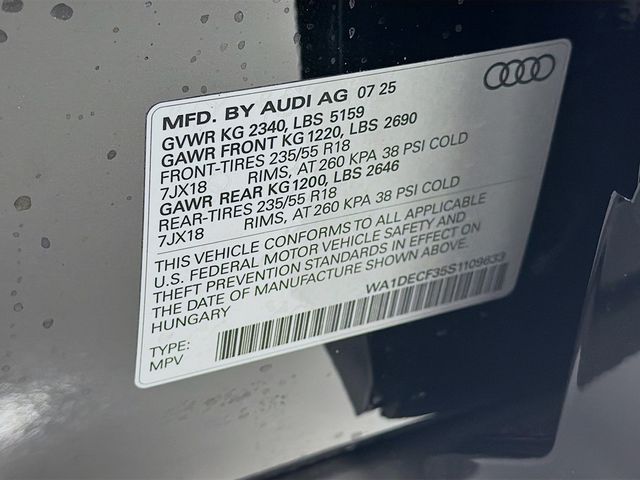 MFD. BY AUDI AG 07 25
GVWR KG 2340, LBS 5159
GAWR FRONT KG 1220, LBS 2690
FRONT-TIRES 235/55 R18
7JX18 RIMS, AT 260 KPA 38 PSI COLD
GAWR REAR KG1200, LBS 2646
REAR-TIRES 235/55 R18
7JX18 RIMS, AT 260 KPA 38 PSI COLD
THIS VEHICLE CONFORMS TO ALL APPLICABLE
U.S. FEDERAL MOTOR VEHICLE SAFETY AND
THEFT PREVENTION STANDARDS IN EFFECT ON
THE DATE OF MANUFACTURE SHOWN ABOVE.
HUNGARY WA1DECF35S1109833
TYPE:
MPV